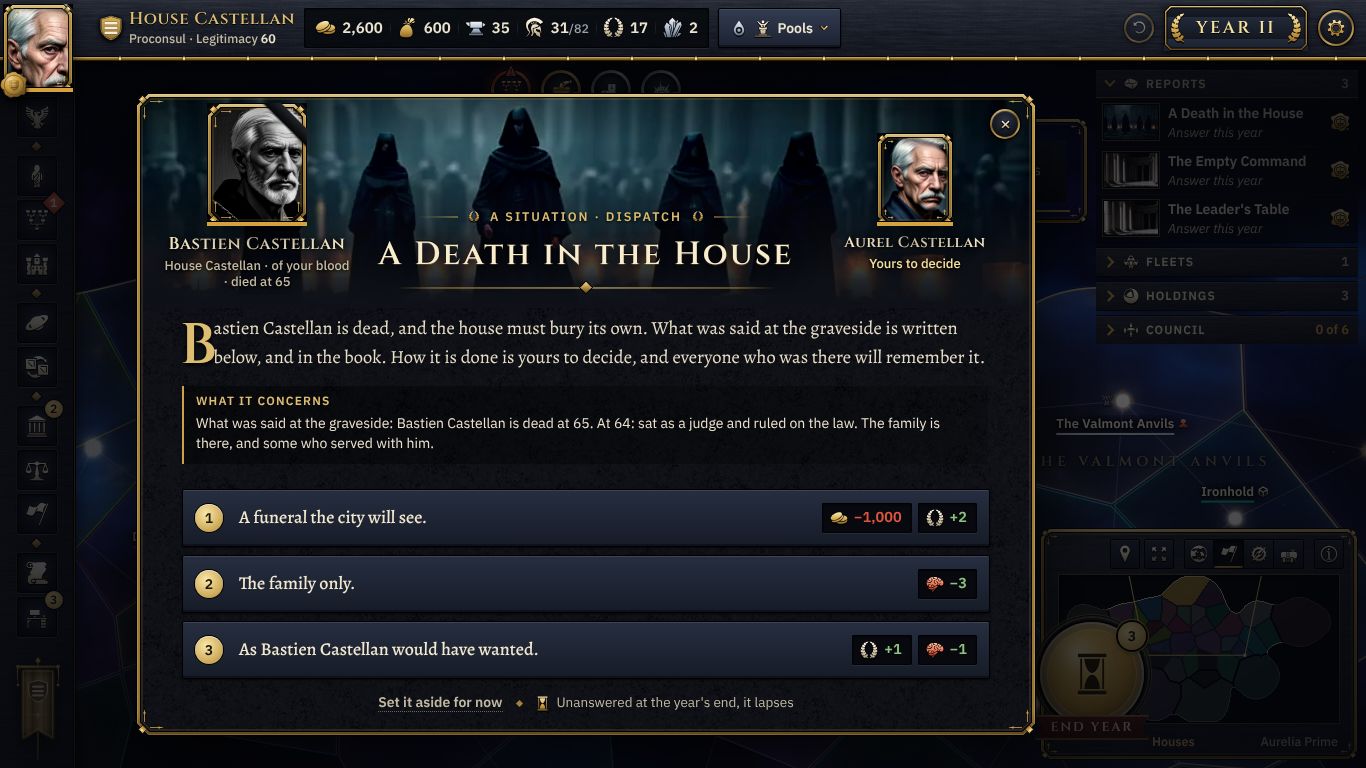 HOUSE CASTELLAN
Proconsul · Legitimacy 60
2,600
600
35
31/82
17
2
Pools
YEAR II
REPORTS 3
A Death in the House
Answer this year
The Empty Command
Answer this year
The Leader's Table
Answer this year
FLEETS 1
HOLDINGS 3
COUNCIL 0 of 6
1
2
3
A SITUATION · DISPATCH
A DEATH IN THE HOUSE
BASTIEN CASTELLAN
House Castellan · of your blood
· died at 65
AUREL CASTELLAN
Yours to decide
Bastien Castellan is dead, and the house must bury its own. What was said at the graveside is written
below, and in the book. How it is done is yours to decide, and everyone who was there will remember it.
WHAT IT CONCERNS
What was said at the graveside: Bastien Castellan is dead at 65. At 64: sat as a judge and ruled on the law. The family is
there, and some who served with him.
1 A funeral the city will see. −1,000 +2
2 The family only. −3
3 As Bastien Castellan would have wanted. +1 −1
Set it aside for now Unanswered at the year's end, it lapses
The Valmont Anvils
HE VALMONT ANVILS
Ironhold
3
END YEAR
Houses
Aurelia Prime